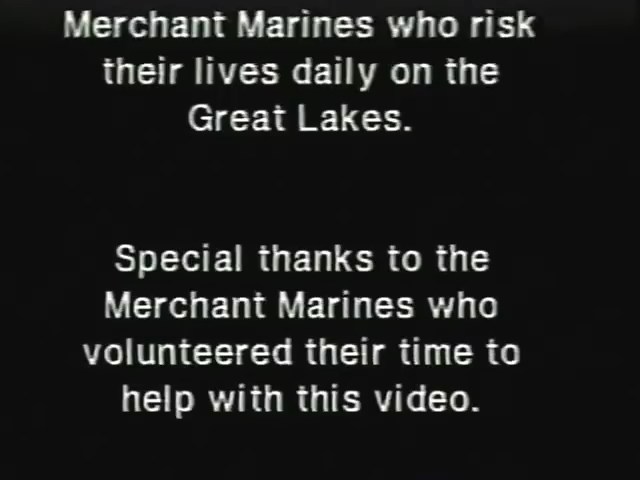 Merchant Marines who risk
their lives daily on the
Great Lakes.
Special thanks to the
Merchant Marines who
volunteered their time to
help with this video.